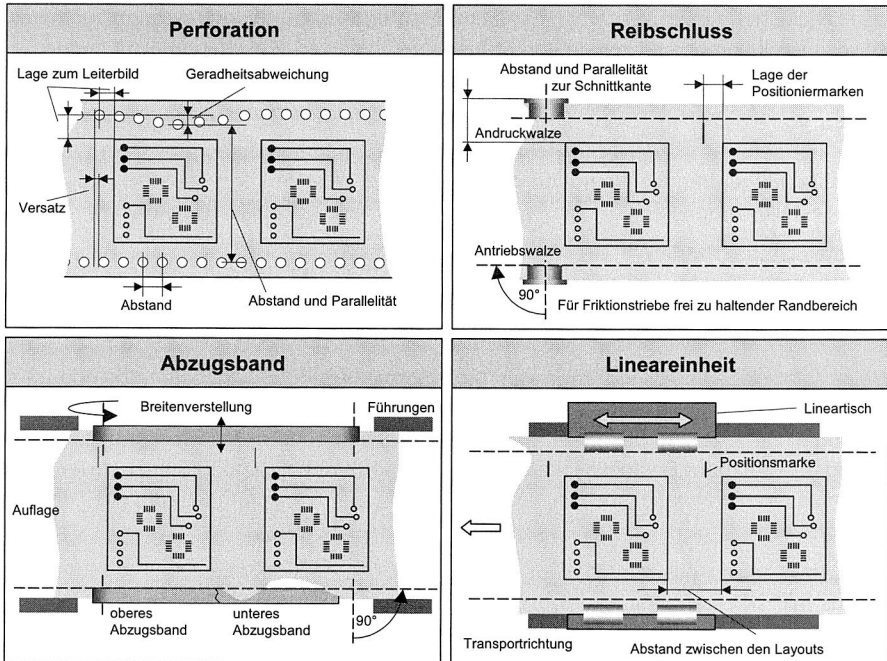 Perforation
Lage zum Leiterbild
Geradheitsabweichung
Versatz
Abstand
Abstand und Parallelität
Reibschluss
Abstand und Parallelität
zur Schnittkante
Lage der
Positioniermarken
Andruckwalze
Antriebswalze
90°
Für Friktionstriebe frei zu haltender Randbereich
Abzugsband
Breitenverstellung
Führungen
Auflage
oberes
Abzugsband
unteres
Abzugsband
90°
Lineareinheit
Lineartisch
Positionsmarke
Transportrichtung
Abstand zwischen den Layouts